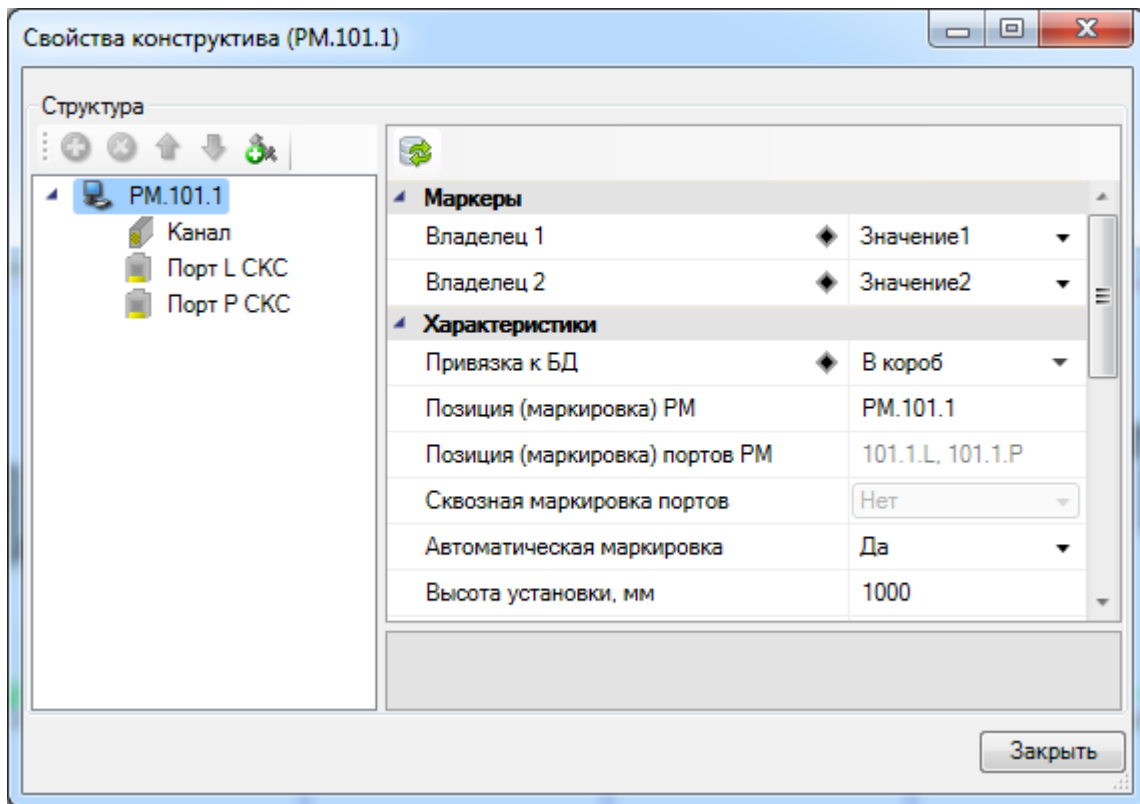 Свойства конструктива (РМ.101.1)
Структура
РМ.101.1
Канал
Порт L СКС
Порт Р СКС
Маркеры
Владелец 1 Значение1
Владелец 2 Значение2
Характеристики
Привязка к БД В короб
Позиция (маркировка) РМ РМ.101.1
Позиция (маркировка) портов РМ 101.1.L, 101.1.P
Сквозная маркировка портов Нет
Автоматическая маркировка Да
Высота установки, мм 1000
Закрыть